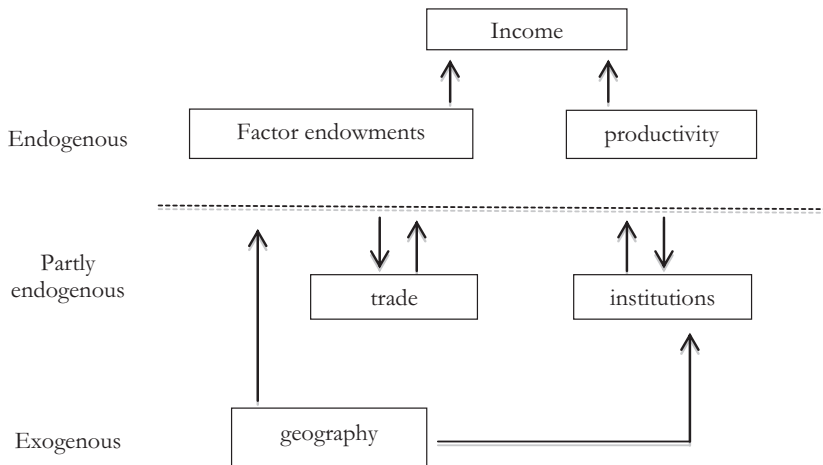 Income
Endogenous
Factor endowments
productivity
Partly
endogenous
trade
institutions
Exogenous
geography